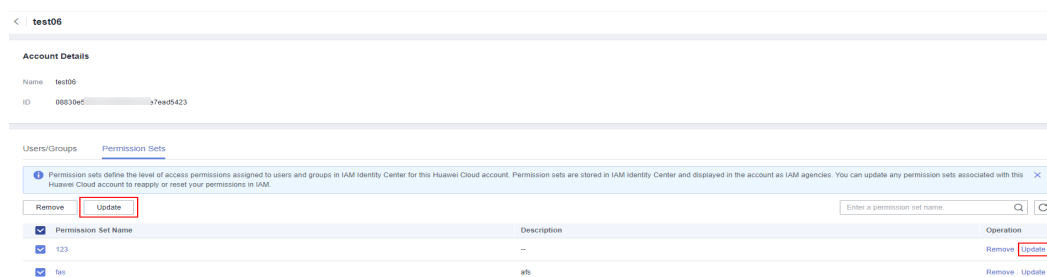 < test06
Account Details
Name test06
ID 08830e5 e7ead5423
Users/Groups Permission Sets
Permission sets define the level of access permissions assigned to users and groups in IAM Identity Center for this Huawei Cloud account. Permission sets are stored in IAM Identity Center and displayed in the account as IAM agencies. You can update any permission sets associated with this
Huawei Cloud account to reapply or reset your permissions in IAM.
Remove Update Enter a permission set name.
Permission Set Name Description Operation
123 -- Remove Update
fas afs Remove Update